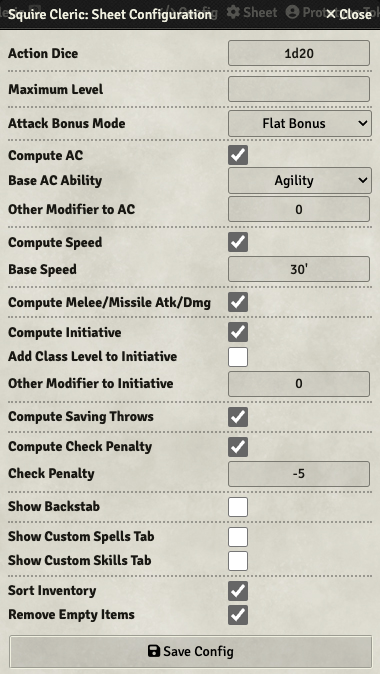 Squire Cleric: Sheet Configuration Close
Action Dice 1d20
Maximum Level
Attack Bonus Mode Flat Bonus
Compute AC
Base AC Ability Agility
Other Modifier to AC 0
Compute Speed
Base Speed 30'
Compute Melee/Missile Atk/Dmg
Compute Initiative
Add Class Level to Initiative
Other Modifier to Initiative 0
Compute Saving Throws
Compute Check Penalty
Check Penalty -5
Show Backstab
Show Custom Spells Tab
Show Custom Skills Tab
Sort Inventory
Remove Empty Items
Save Config